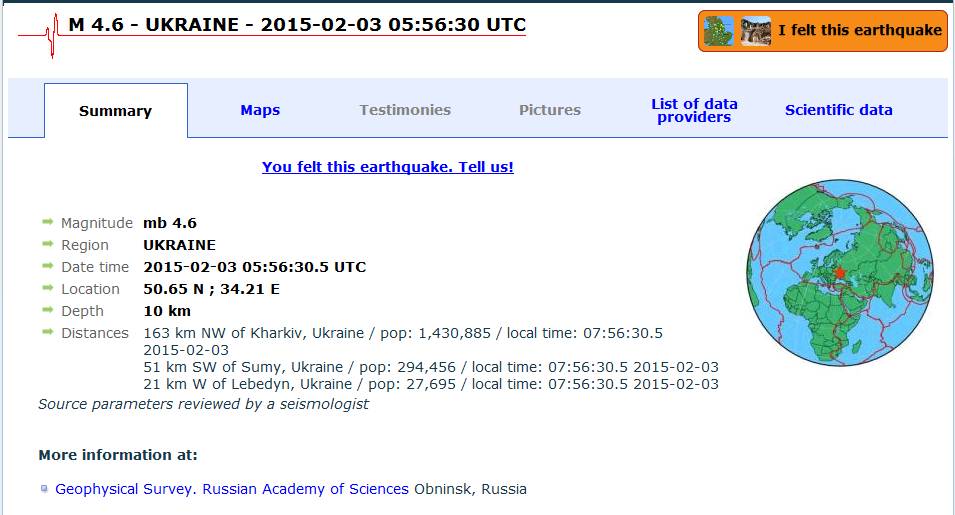 M 4.6 - UKRAINE - 2015-02-03 05:56:30 UTC
I felt this earthquake
Summary
Maps
Testimonies
Pictures
List of data
providers
Scientific data
You felt this earthquake. Tell us!
Magnitude mb 4.6
Region UKRAINE
Date time 2015-02-03 05:56:30.5 UTC
Location 50.65 N ; 34.21 E
Depth 10 km
Distances 163 km NW of Kharkiv, Ukraine / pop: 1,430,885 / local time: 07:56:30.5
2015-02-03
51 km SW of Sumy, Ukraine / pop: 294,456 / local time: 07:56:30.5 2015-02-03
21 km W of Lebedyn, Ukraine / pop: 27,695 / local time: 07:56:30.5 2015-02-03
Source parameters reviewed by a seismologist
More information at:
Geophysical Survey. Russian Academy of Sciences Obninsk, Russia